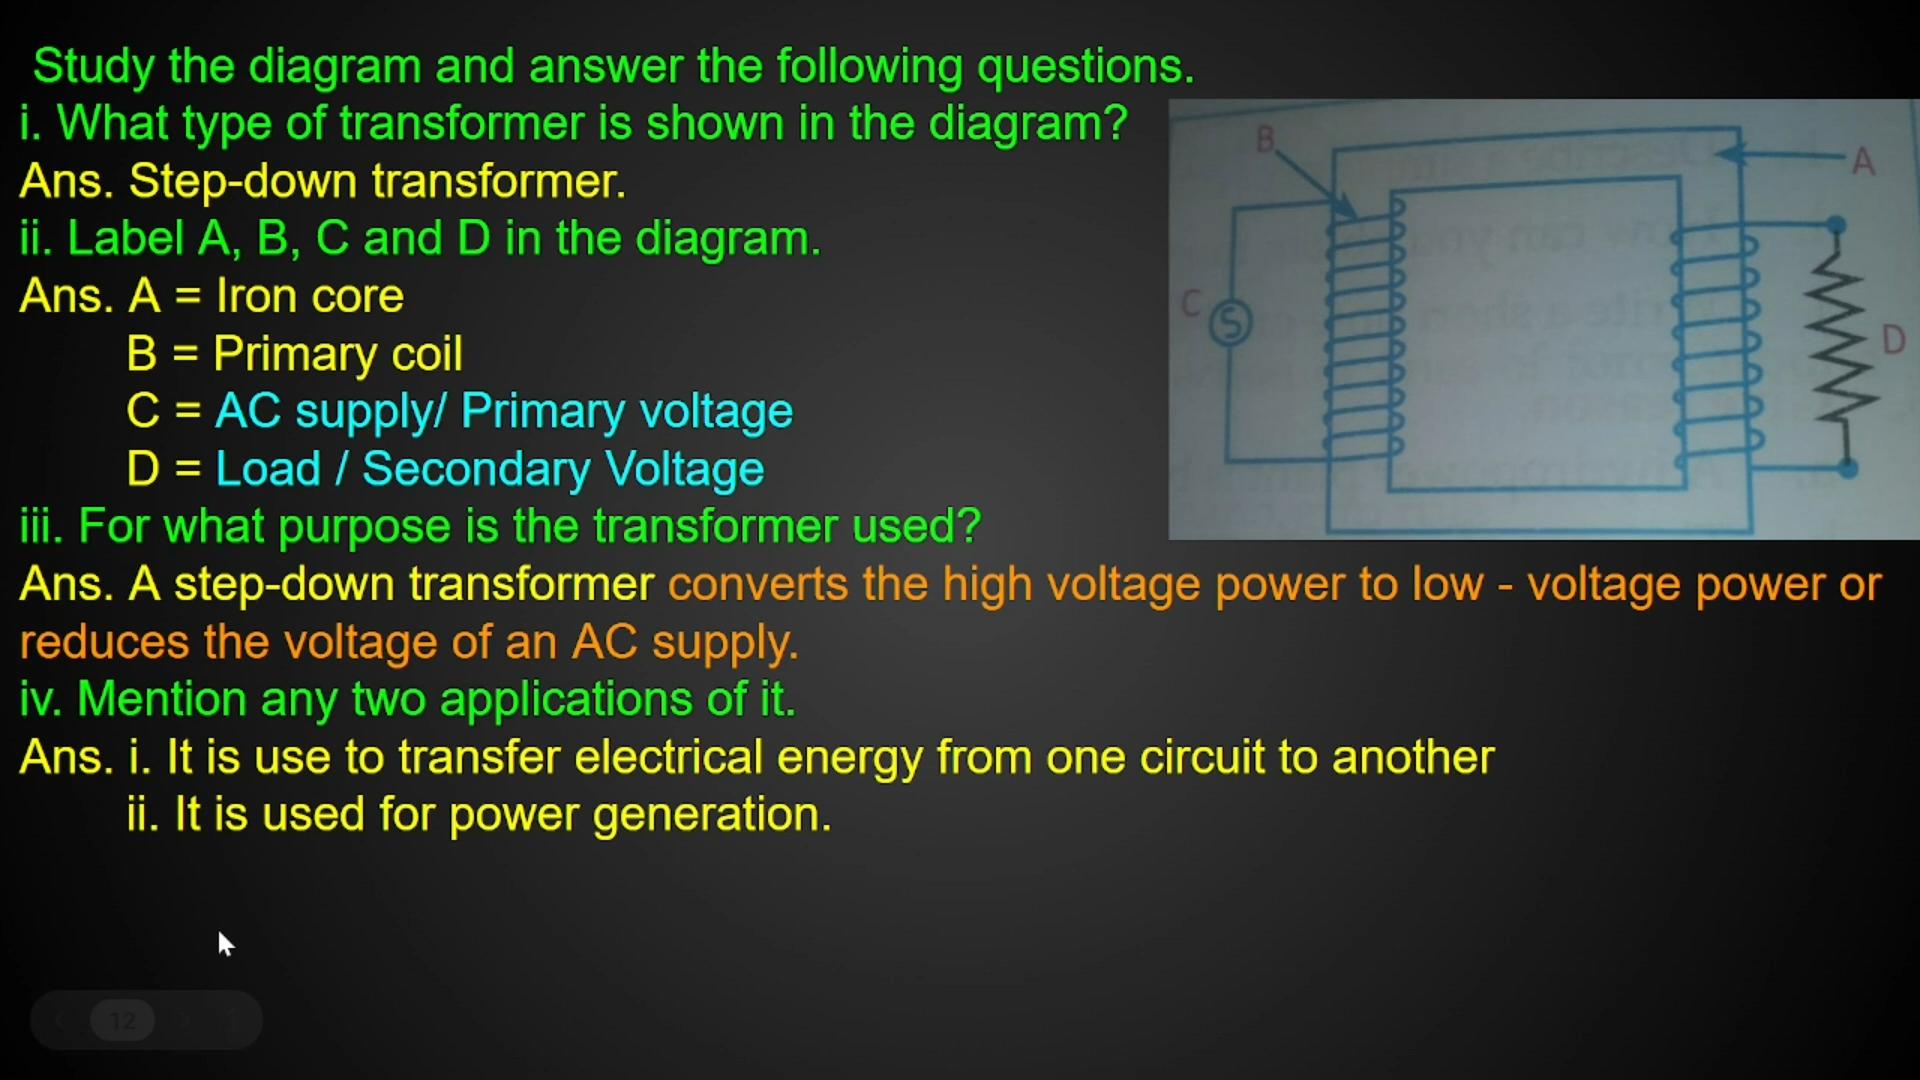 Study the diagram and answer the following questions.
i. What type of transformer is shown in the diagram?
Ans. Step-down transformer.
ii. Label A, B, C and D in the diagram.
Ans. A = Iron core
B = Primary coil
C = AC supply/ Primary voltage
D = Load / Secondary Voltage
iii. For what purpose is the transformer used?
Ans. A step-down transformer converts the high voltage power to low - voltage power or
reduces the voltage of an AC supply.
iv. Mention any two applications of it.
Ans. i. It is use to transfer electrical energy from one circuit to another
ii. It is used for power generation.
B
A
C
S
D
12